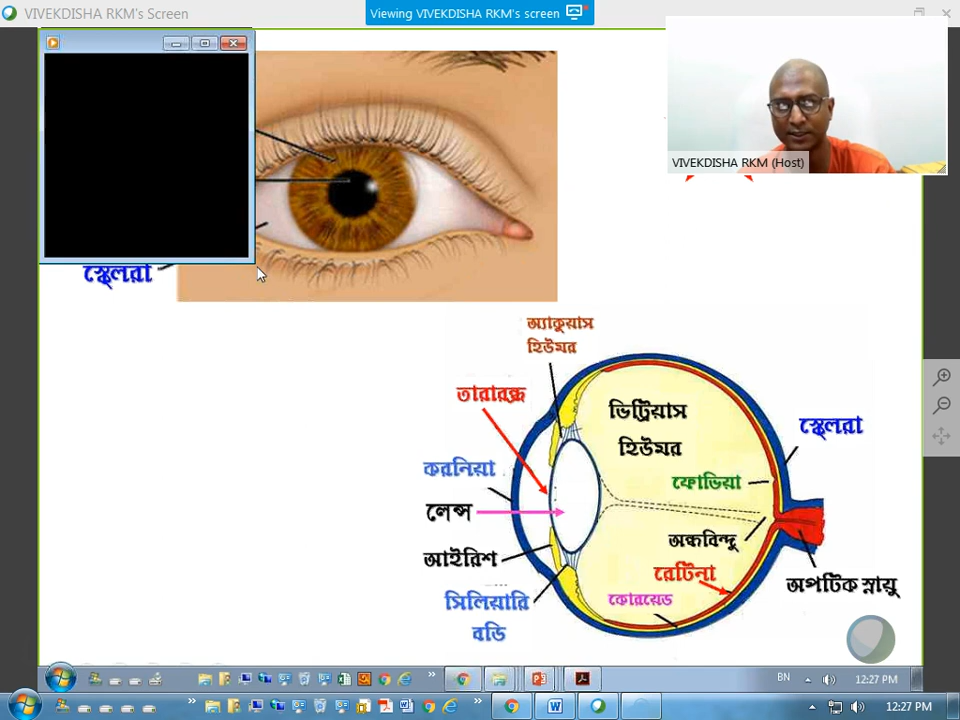 VIVEKDISHA RKM's Screen
Viewing VIVEKDISHA RKM's screen
VIVEKDISHA RKM (Host)
স্ক্লেরা
অ্যাকুয়াস
হিউমর
তারারন্ধ্র
ভিট্রিয়াস
হিউমর
স্ক্লেরা
করনিয়া
ফোভিয়া
লেন্স
অন্ধবিন্দু
আইরিশ
রেটিনা
অপটিক স্নায়ু
সিলিয়ারি
বডি
কোরয়েড
BN
12:27 PM
12:27 PM